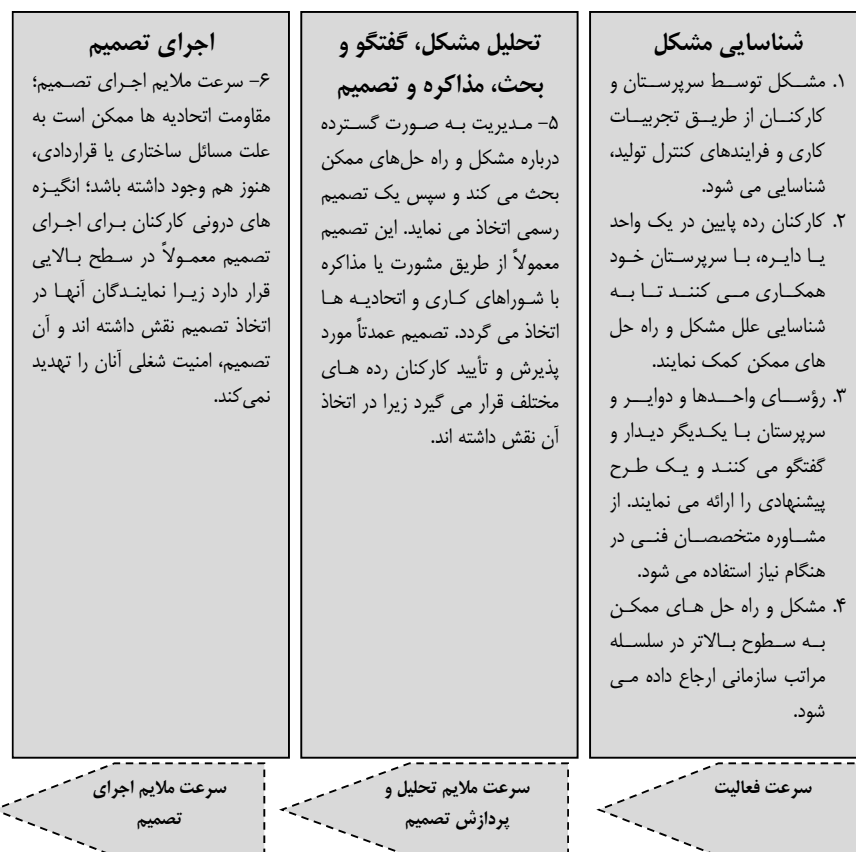 شناسایی مشکل
۱. مشکل توسط سرپرستان و
کارکنان از طریق تجربیات
کاری و فرایندهای کنترل تولید،
شناسایی می شود.
۲. کارکنان رده پایین در یک واحد
یا دایره، با سرپرستان خود
همکاری می کنند تا به
شناسایی علل مشکل و راه حل
های ممکن کمک نمایند.
۳. رؤسای واحدها و دوایر و
سرپرستان با یکدیگر دیدار و
گفتگو می کنند و یک طرح
پیشنهادی را ارائه می نمایند. از
مشاوره متخصصان فنی در
هنگام نیاز استفاده می شود.
۴. مشکل و راه حل های ممکن
به سطوح بالاتر در سلسله
مراتب سازمانی ارجاع داده می
شود.
تحلیل مشکل، گفتگو و
بحث، مذاکره و تصمیم
۵- مدیریت به صورت گسترده
درباره مشکل و راه حل‌های ممکن
بحث می کند و سپس یک تصمیم
رسمی اتخاذ می نماید. این تصمیم
معمولاً از طریق مشورت یا مذاکره
با شوراهای کاری و اتحادیه ها
اتخاذ می گردد. تصمیم عمدتاً مورد
پذیرش و تأیید کارکنان رده های
مختلف قرار می گیرد زیرا در اتخاذ
آن نقش داشته اند.
اجرای تصمیم
۶- سرعت ملایم اجرای تصمیم؛
مقاومت اتحادیه ها ممکن است به
علت مسائل ساختاری یا قراردادی،
هنوز هم وجود داشته باشد؛ انگیزه
های درونی کارکنان برای اجرای
تصمیم معمولاً در سطح بالایی
قرار دارد زیرا نمایندگان آنها در
اتخاذ تصمیم نقش داشته اند و آن
تصمیم، امنیت شغلی آنان را تهدید
نمی‌کند.
سرعت فعالیت
سرعت ملایم تحلیل و
پردازش تصمیم
سرعت ملایم اجرای
تصمیم